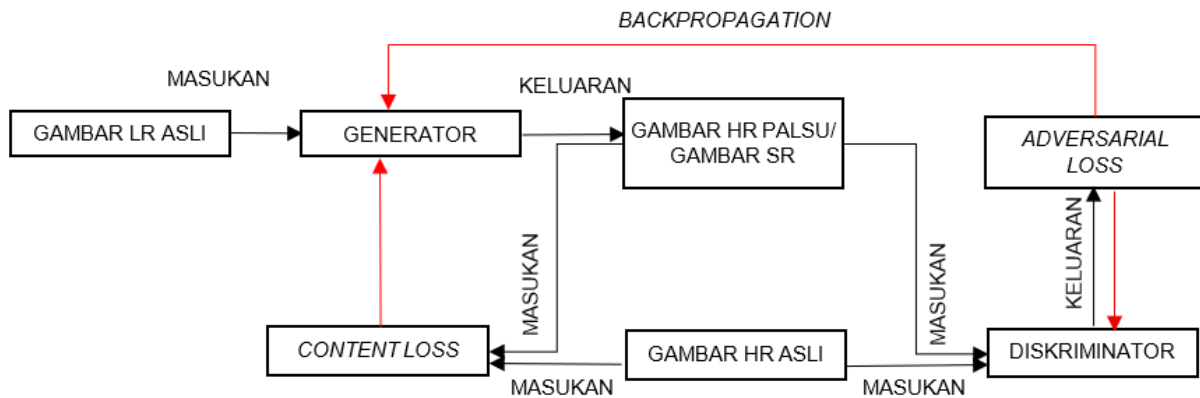 BACKPROPAGATION
MASUKAN
KELUARAN
GAMBAR LR ASLI
GENERATOR
GAMBAR HR PALSU/
GAMBAR SR
ADVERSARIAL
LOSS
MASUKAN
MASUKAN
KELUARAN
CONTENT LOSS
GAMBAR HR ASLI
DISKRIMINATOR
MASUKAN
MASUKAN